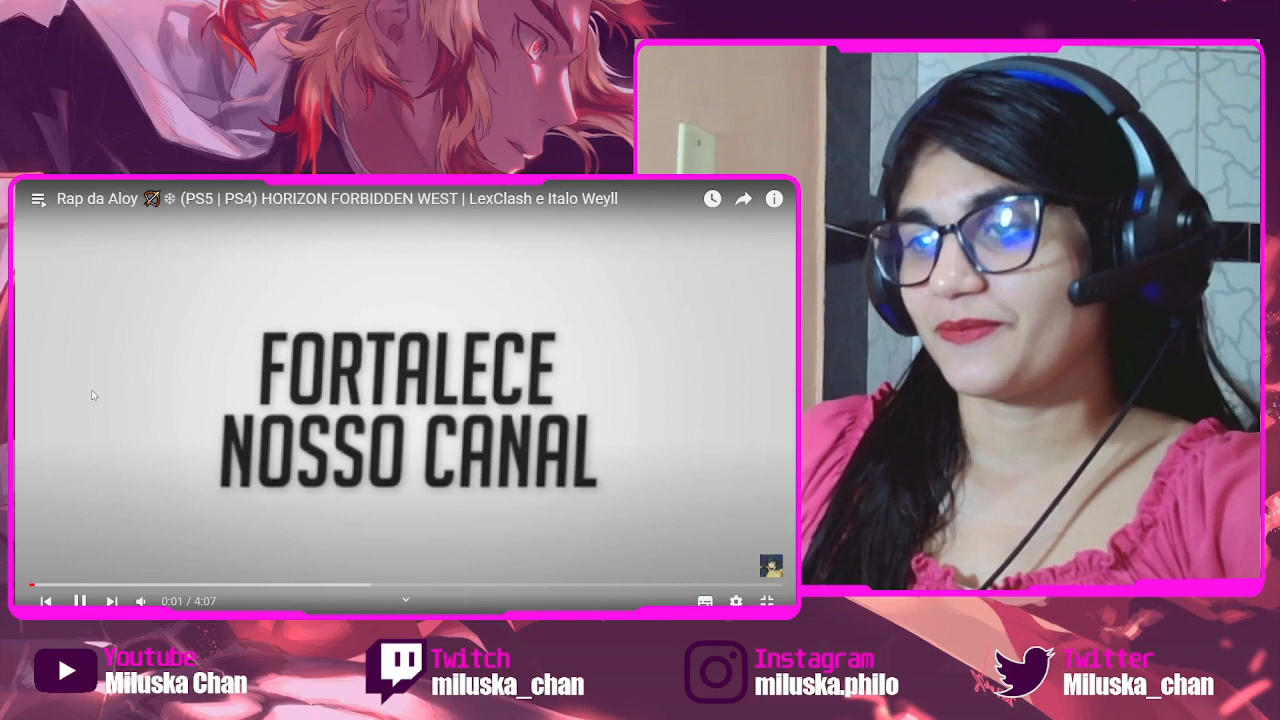 Rap da Aloy 🏹❄ (PS5 | PS4) HORIZON FORBIDDEN WEST | LexClash e Italo Weyll
FORTALECE
NOSSO CANAL
0:01 / 4:07
Youtube
Miluska Chan
Twitch
miluska_chan
Instagram
miluska.philo
Twitter
Miluska_chan